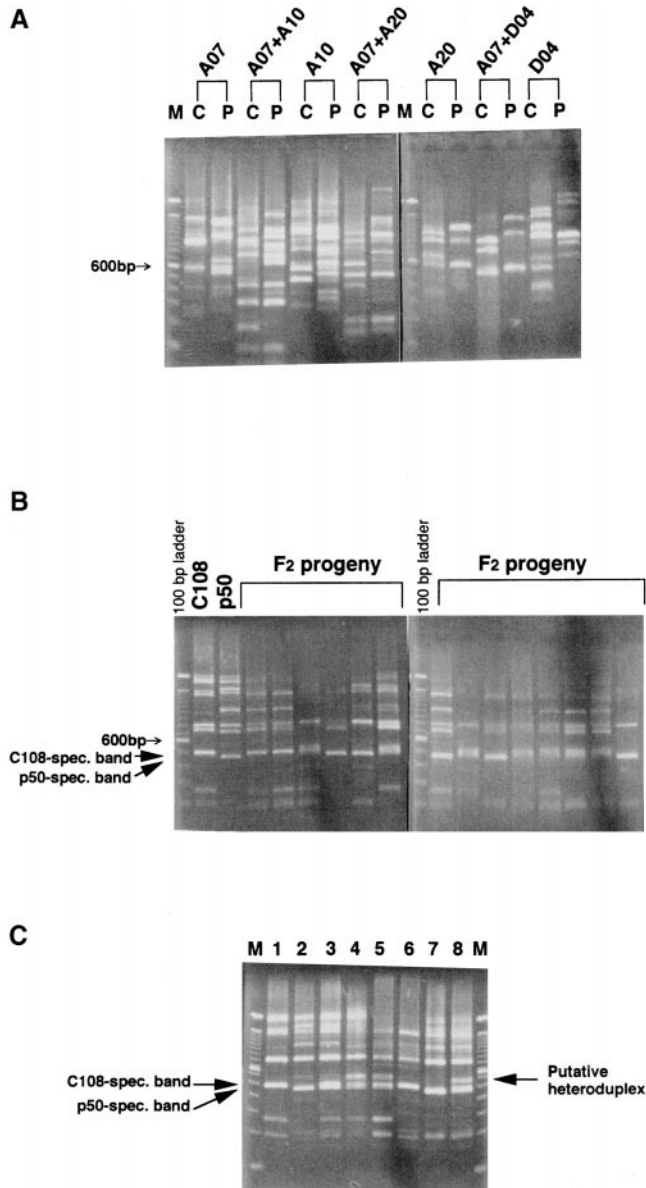 A
A07 A07+A10 A10 A07+A20 A20 A07+D04 D04
M C P C P C P C P M C P C P C P
600bp→
B
100 bp ladder C108 p50 F2 progeny 100 bp ladder F2 progeny
600bp→
C108-spec. band
p50-spec. band
C
M 1 2 3 4 5 6 7 8 M
C108-spec. band
p50-spec. band
Putative
heteroduplex